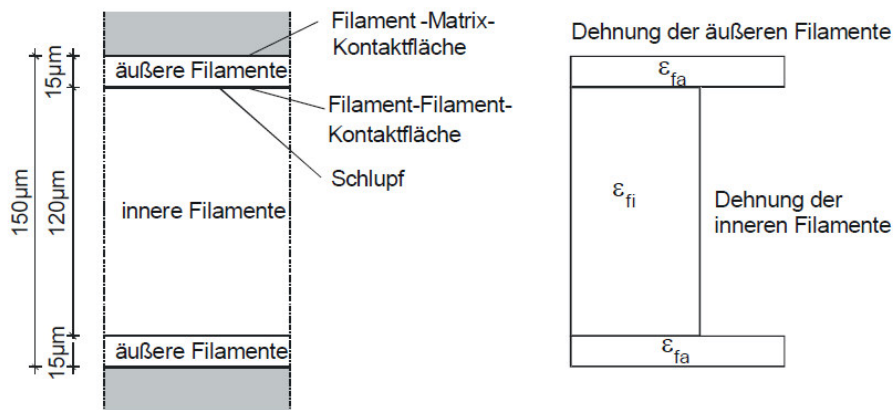 Filament -Matrix-
Kontaktfläche
äußere Filamente
Filament-Filament-
Kontaktfläche
Schlupf
innere Filamente
äußere Filamente
15µm
120µm
150µm
15µm
Dehnung der äußeren Filamente
εfa
εfi
Dehnung der
inneren Filamente
εfa